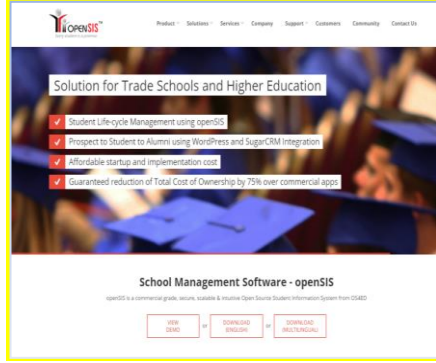 OPENSIS™
Product Solutions Services Company Support Customers Community Contact Us
Solution for Trade Schools and Higher Education
Student Life-cycle Management using openSIS
Prospect to Student to Alumni using WordPress and SugarCRM Integration
Affordable startup and implementation cost
Guaranteed reduction of Total Cost of Ownership by 75% over commercial apps
School Management Software - openSIS
openSIS is a commercial grade, secure, scalable & intuitive Open Source Student Information System from OS4ED
VIEW DEMO or DOWNLOAD (ENGLISH) or DOWNLOAD (MULTILINGUAL)